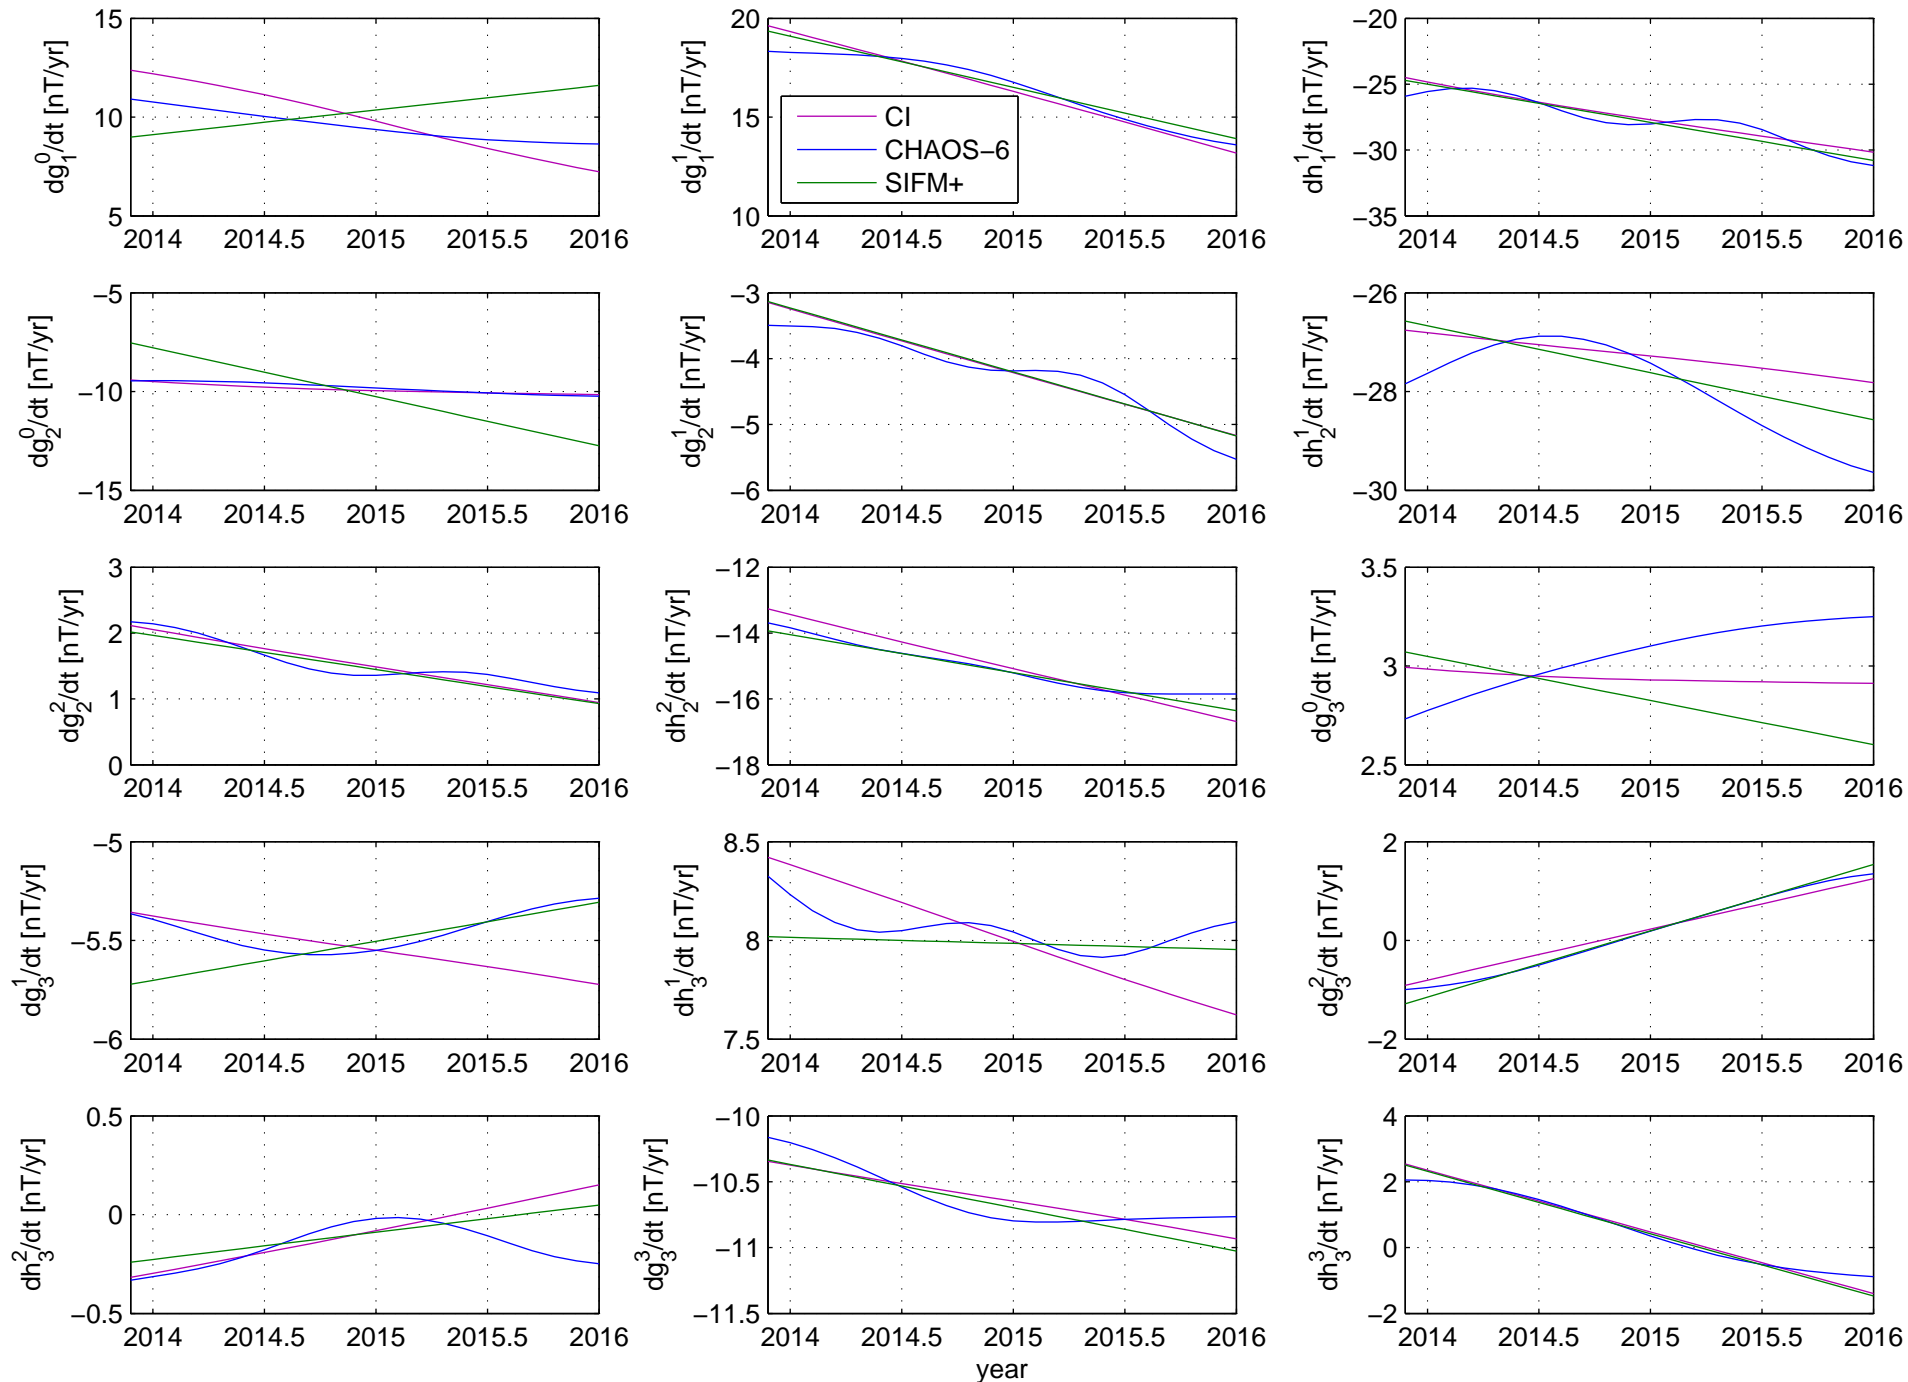 dg₁⁰/dt [nT/yr]
15
10
5
2014 2014.5 2015 2015.5 2016
dg₁¹/dt [nT/yr]
20
15
10
CI
CHAOS−6
SIFM+
2014 2014.5 2015 2015.5 2016
dh₁¹/dt [nT/yr]
−20
−25
−30
−35
2014 2014.5 2015 2015.5 2016
dg₂⁰/dt [nT/yr]
−5
−10
−15
2014 2014.5 2015 2015.5 2016
dg₂¹/dt [nT/yr]
−3
−4
−5
−6
2014 2014.5 2015 2015.5 2016
dh₂¹/dt [nT/yr]
−26
−28
−30
2014 2014.5 2015 2015.5 2016
dg₂²/dt [nT/yr]
3
2
1
0
2014 2014.5 2015 2015.5 2016
dh₂²/dt [nT/yr]
−12
−14
−16
−18
2014 2014.5 2015 2015.5 2016
dg₃⁰/dt [nT/yr]
3.5
3
2.5
2014 2014.5 2015 2015.5 2016
dg₃¹/dt [nT/yr]
−5
−5.5
−6
2014 2014.5 2015 2015.5 2016
dh₃¹/dt [nT/yr]
8.5
8
7.5
2014 2014.5 2015 2015.5 2016
dg₃²/dt [nT/yr]
2
0
−2
2014 2014.5 2015 2015.5 2016
dh₃²/dt [nT/yr]
0.5
0
−0.5
2014 2014.5 2015 2015.5 2016
dg₃³/dt [nT/yr]
−10
−10.5
−11
−11.5
2014 2014.5 2015 2015.5 2016
year
dh₃³/dt [nT/yr]
4
2
0
−2
2014 2014.5 2015 2015.5 2016